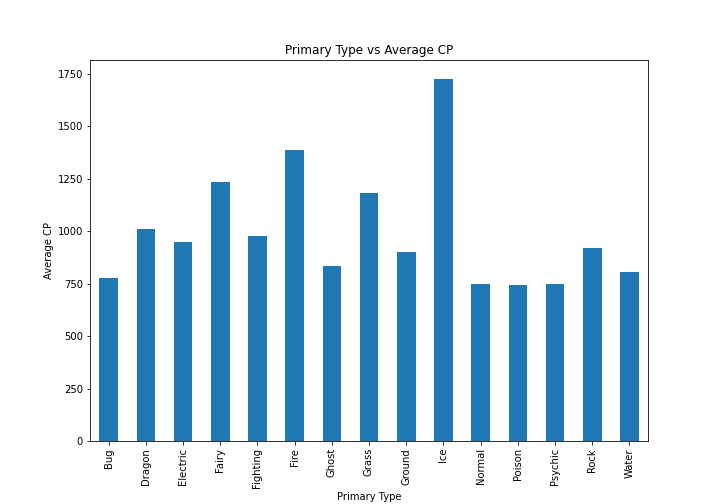 Primary Type vs Average CP
Average CP
1750
1500
1250
1000
750
500
250
0
Bug
Dragon
Electric
Fairy
Fighting
Fire
Ghost
Grass
Ground
Ice
Normal
Poison
Psychic
Rock
Water
Primary Type